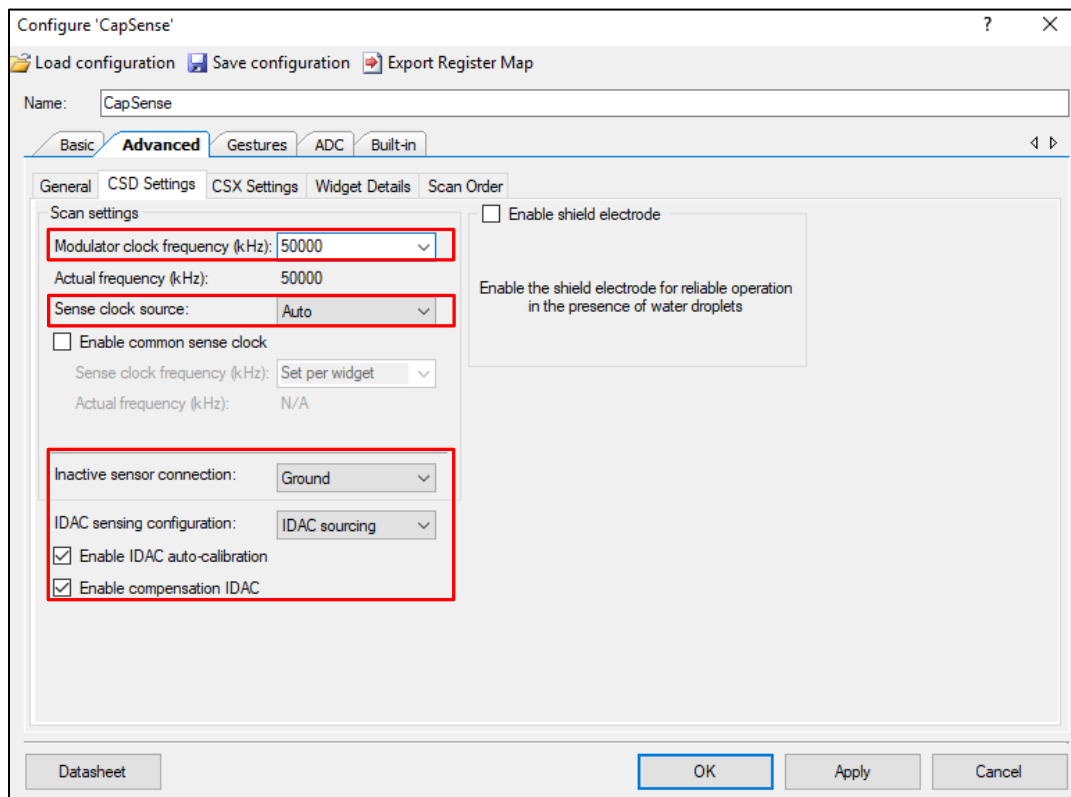 Configure 'CapSense'
?
Load configuration Save configuration Export Register Map
Name: CapSense
Basic Advanced Gestures ADC Built-in
General CSD Settings CSX Settings Widget Details Scan Order
Scan settings
Modulator clock frequency (kHz): 50000
Actual frequency (kHz): 50000
Sense clock source: Auto
Enable common sense clock
Sense clock frequency (kHz): Set per widget
Actual frequency (kHz): N/A
Inactive sensor connection: Ground
IDAC sensing configuration: IDAC sourcing
Enable IDAC auto-calibration
Enable compensation IDAC
Enable shield electrode
Enable the shield electrode for reliable operation
in the presence of water droplets
Datasheet OK Apply Cancel